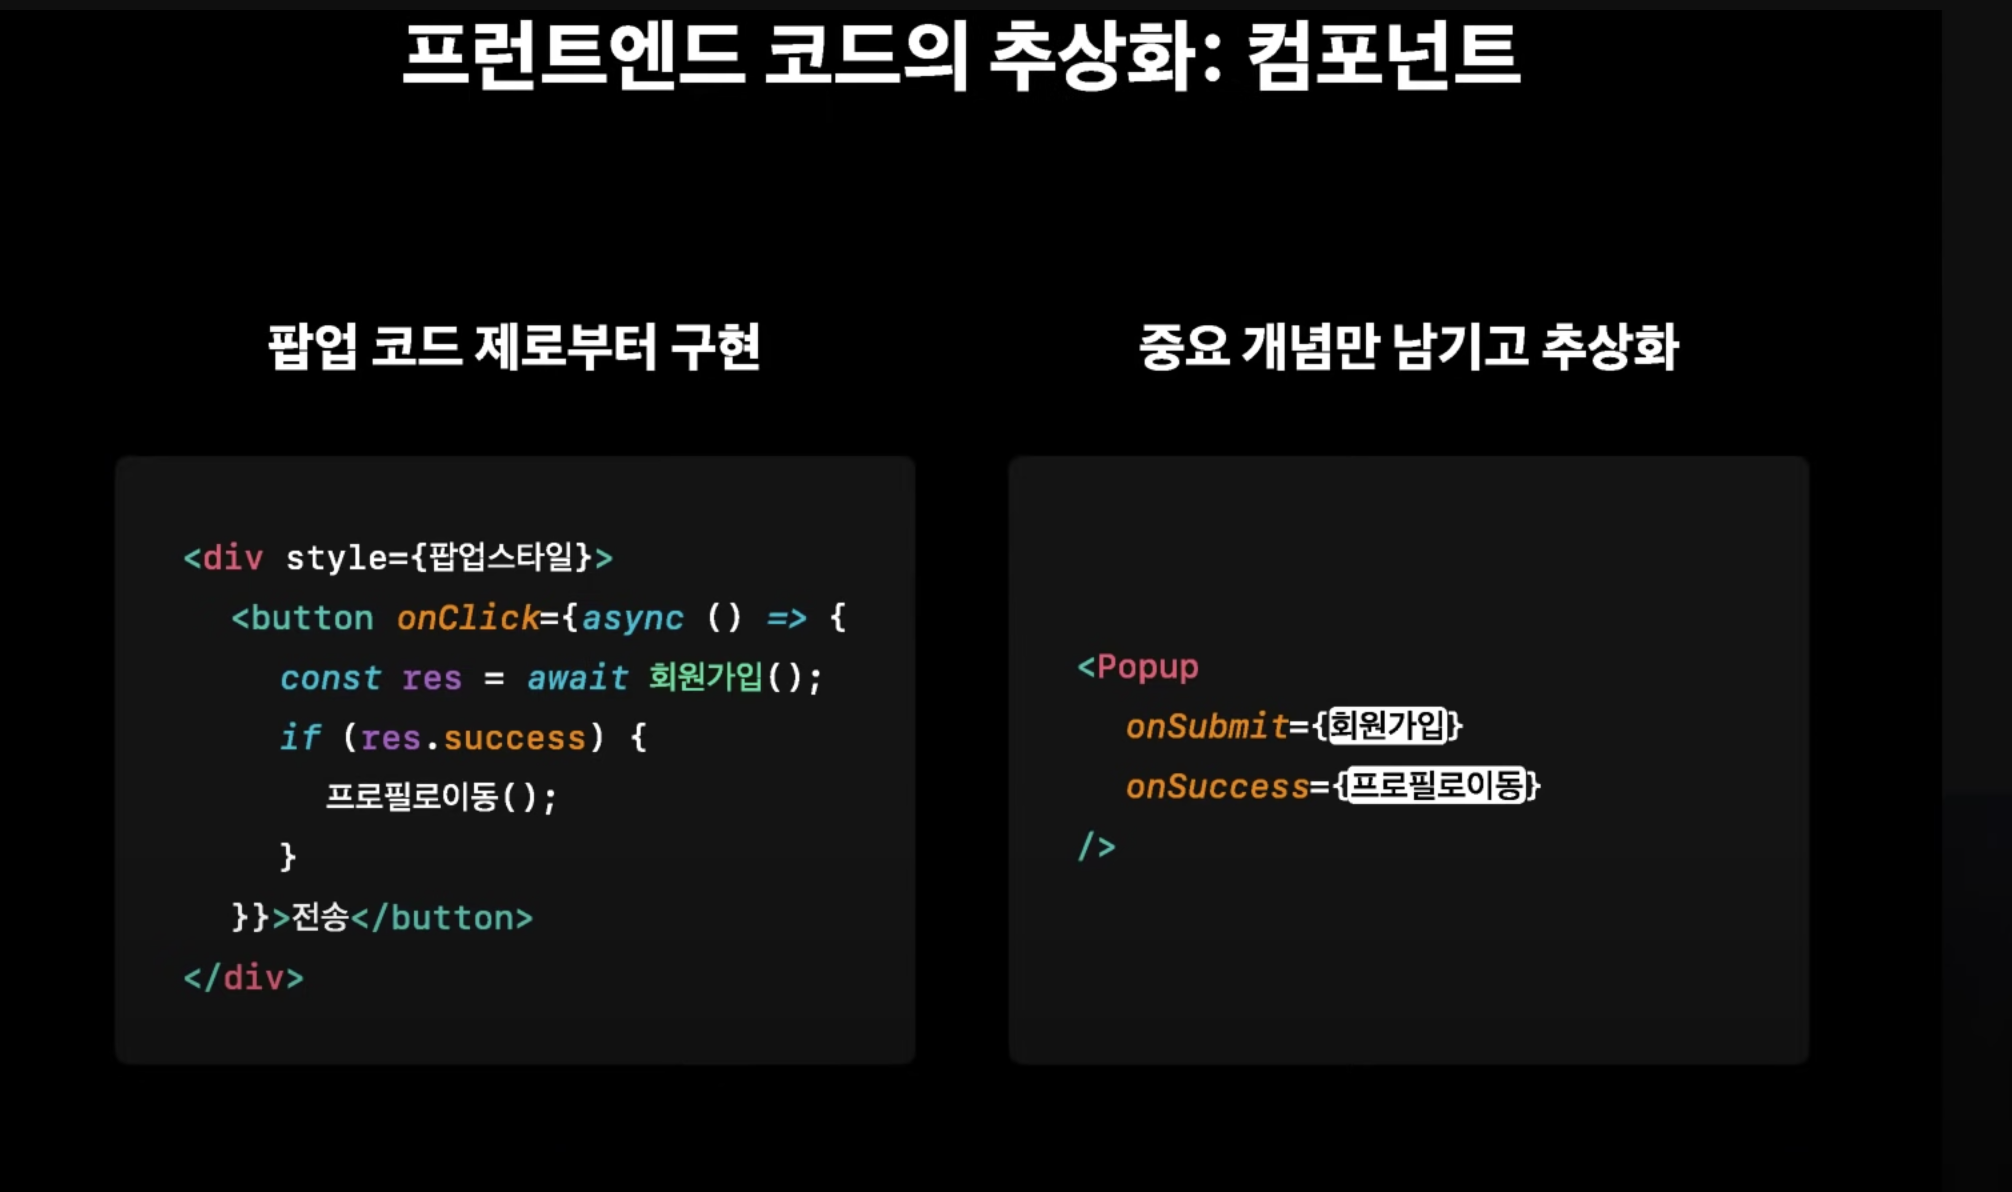 프런트엔드 코드의 추상화: 컴포넌트
팝업 코드 제로부터 구현
<div style={팝업스타일}>
<button onClick={async () => {
const res = await 회원가입();
if (res.success) {
프로필로이동();
}
}}>전송</button>
</div>
중요 개념만 남기고 추상화
<Popup
onSubmit={회원가입}
onSuccess={프로필로이동}
/>